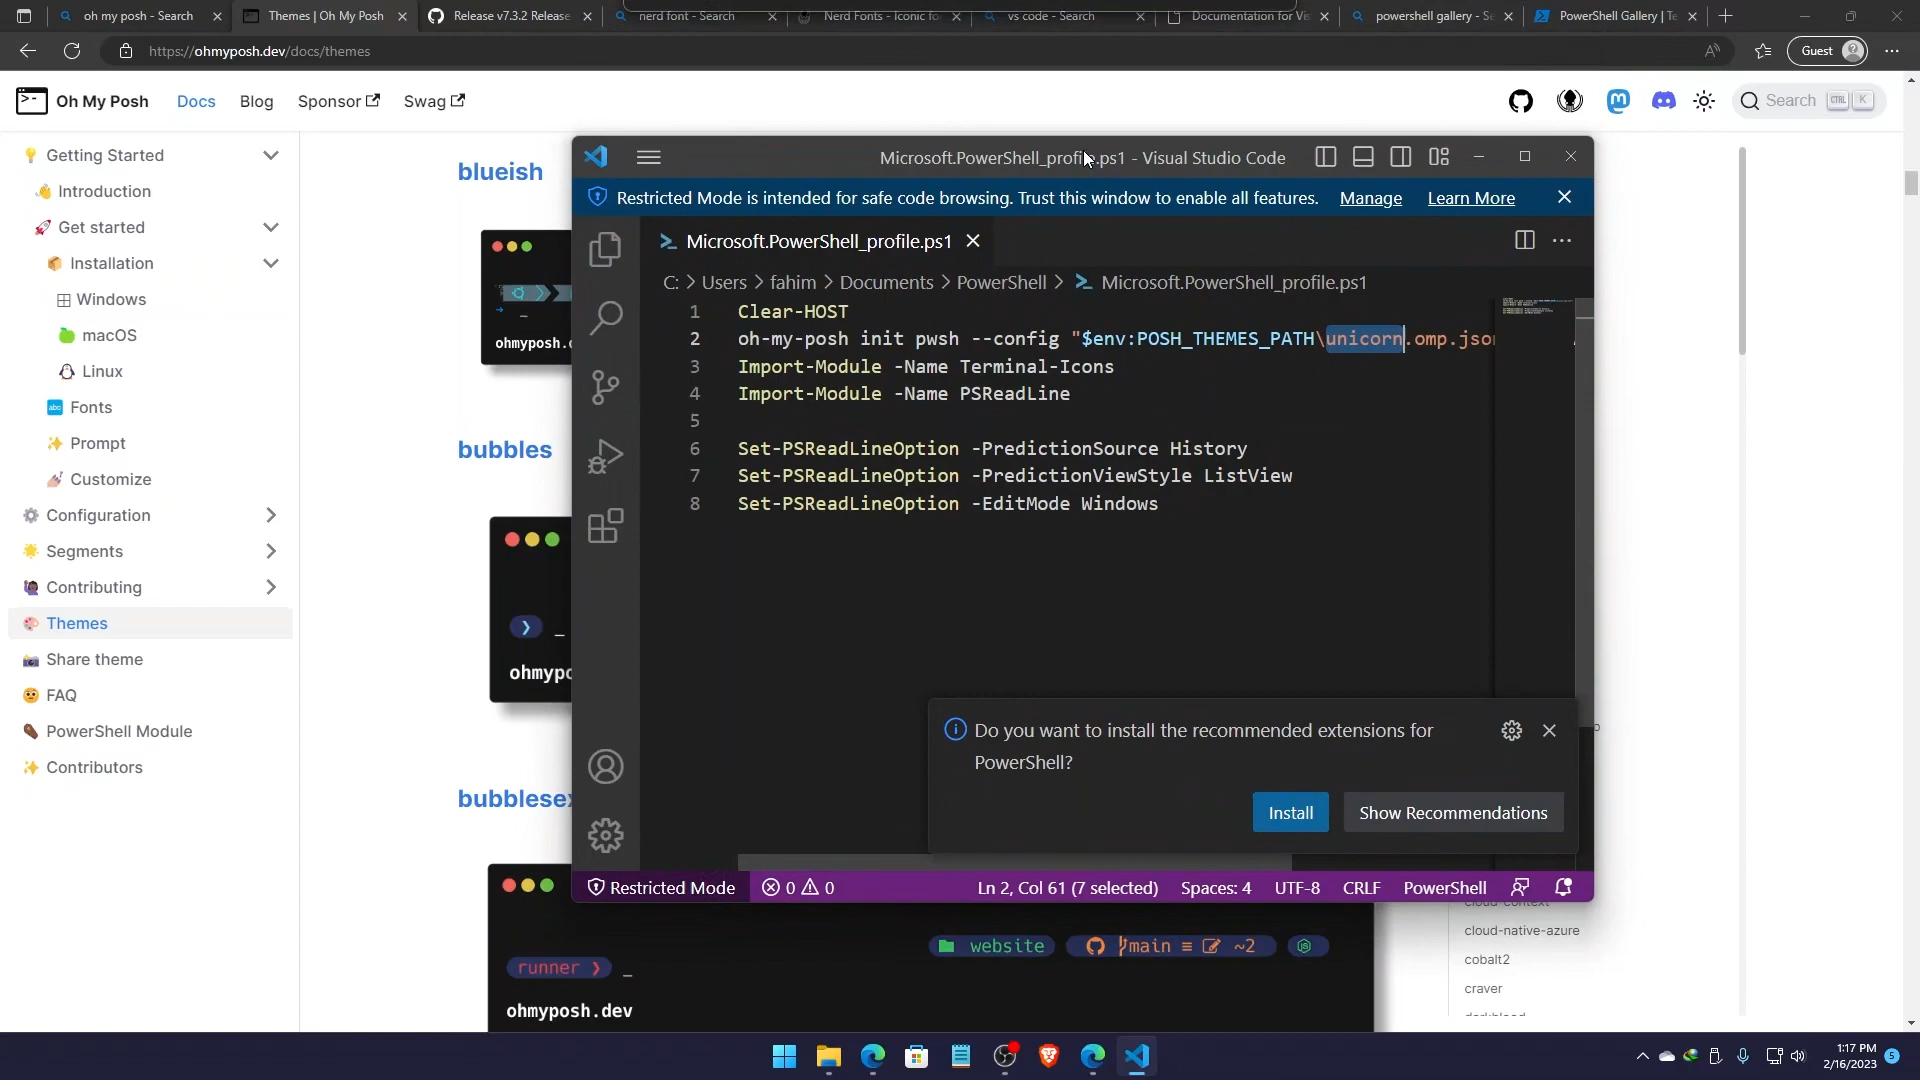 oh my posh - Search
Themes | Oh My Posh
Release v7.3.2 Release
nerd font - Search
Nerd Fonts - Iconic fo
vs code - Search
Documentation for Vis
powershell gallery - Se
PowerShell Gallery | Te
https://ohmyposh.dev/docs/themes
Guest
Oh My Posh
Docs
Blog
Sponsor
Swag
Search
CTRL
K
Getting Started
Introduction
Get started
Installation
Windows
macOS
Linux
abc Fonts
Prompt
Customize
Configuration
Segments
Contributing
Themes
Share theme
FAQ
PowerShell Module
Contributors
blueish
ohmyposh.d
bubbles
ohmypo
bubblesex
website
main ≡ ~2
runner ❯ _
ohmyposh.dev
Microsoft.PowerShell_profile.ps1 - Visual Studio Code
Restricted Mode is intended for safe code browsing. Trust this window to enable all features.
Manage
Learn More
Microsoft.PowerShell_profile.ps1
C: > Users > fahim > Documents > PowerShell > Microsoft.PowerShell_profile.ps1
1 Clear-HOST
2 oh-my-posh init pwsh --config "$env:POSH_THEMES_PATH\unicorn.omp.json
3 Import-Module -Name Terminal-Icons
4 Import-Module -Name PSReadLine
5
6 Set-PSReadLineOption -PredictionSource History
7 Set-PSReadLineOption -PredictionViewStyle ListView
8 Set-PSReadLineOption -EditMode Windows
Do you want to install the recommended extensions for
PowerShell?
Install
Show Recommendations
Restricted Mode
0
0
Ln 2, Col 61 (7 selected)
Spaces: 4
UTF-8
CRLF
PowerShell
cloud-context
cloud-native-azure
cobalt2
craver
1:17 PM
2/16/2023
5